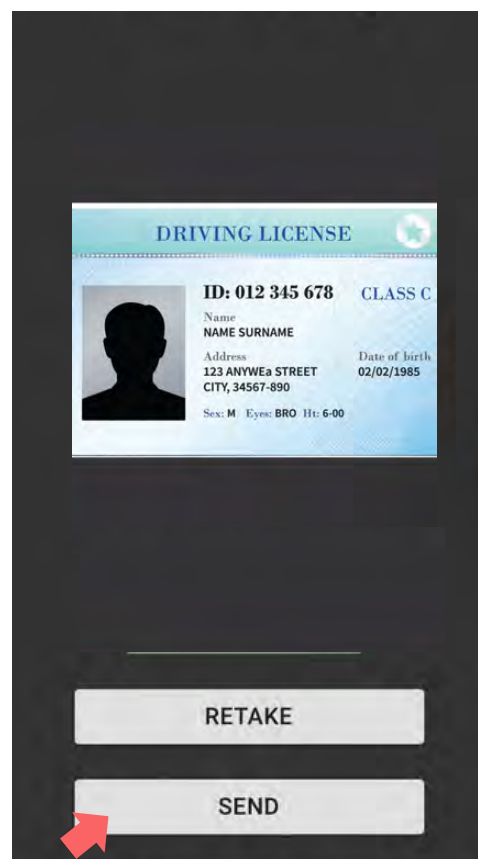 DRIVING LICENSE
ID: 012 345 678 CLASS C
Name
NAME SURNAME
Address Date of birth
123 ANYWEa STREET 02/02/1985
CITY, 34567-890
Sex: M Eyes: BRO Ht: 6-00
RETAKE
SEND